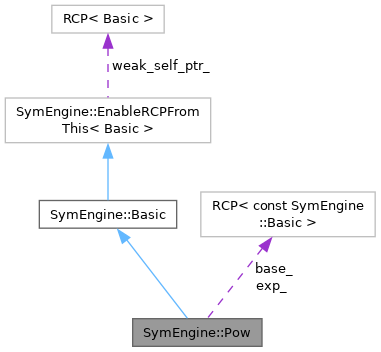 RCP< Basic >
weak_self_ptr_
SymEngine::EnableRCPFrom
This< Basic >
SymEngine::Basic
RCP< const SymEngine
::Basic >
base_
exp_
SymEngine::Pow